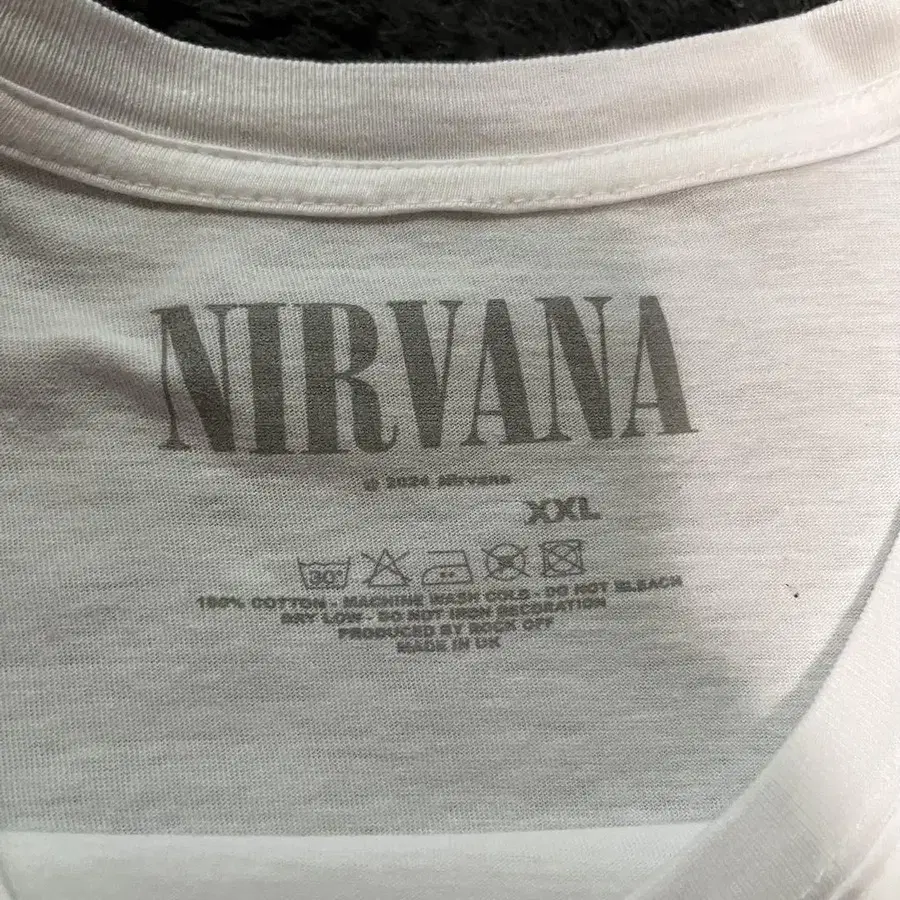 NIRVANA
© 2024 Nirvana
XXL
30°
100% COTTON - MACHINE WASH COLD - DO NOT BLEACH
DRY LOW - DO NOT IRON DECORATION
PRODUCED BY ROCK OFF
MADE IN UK